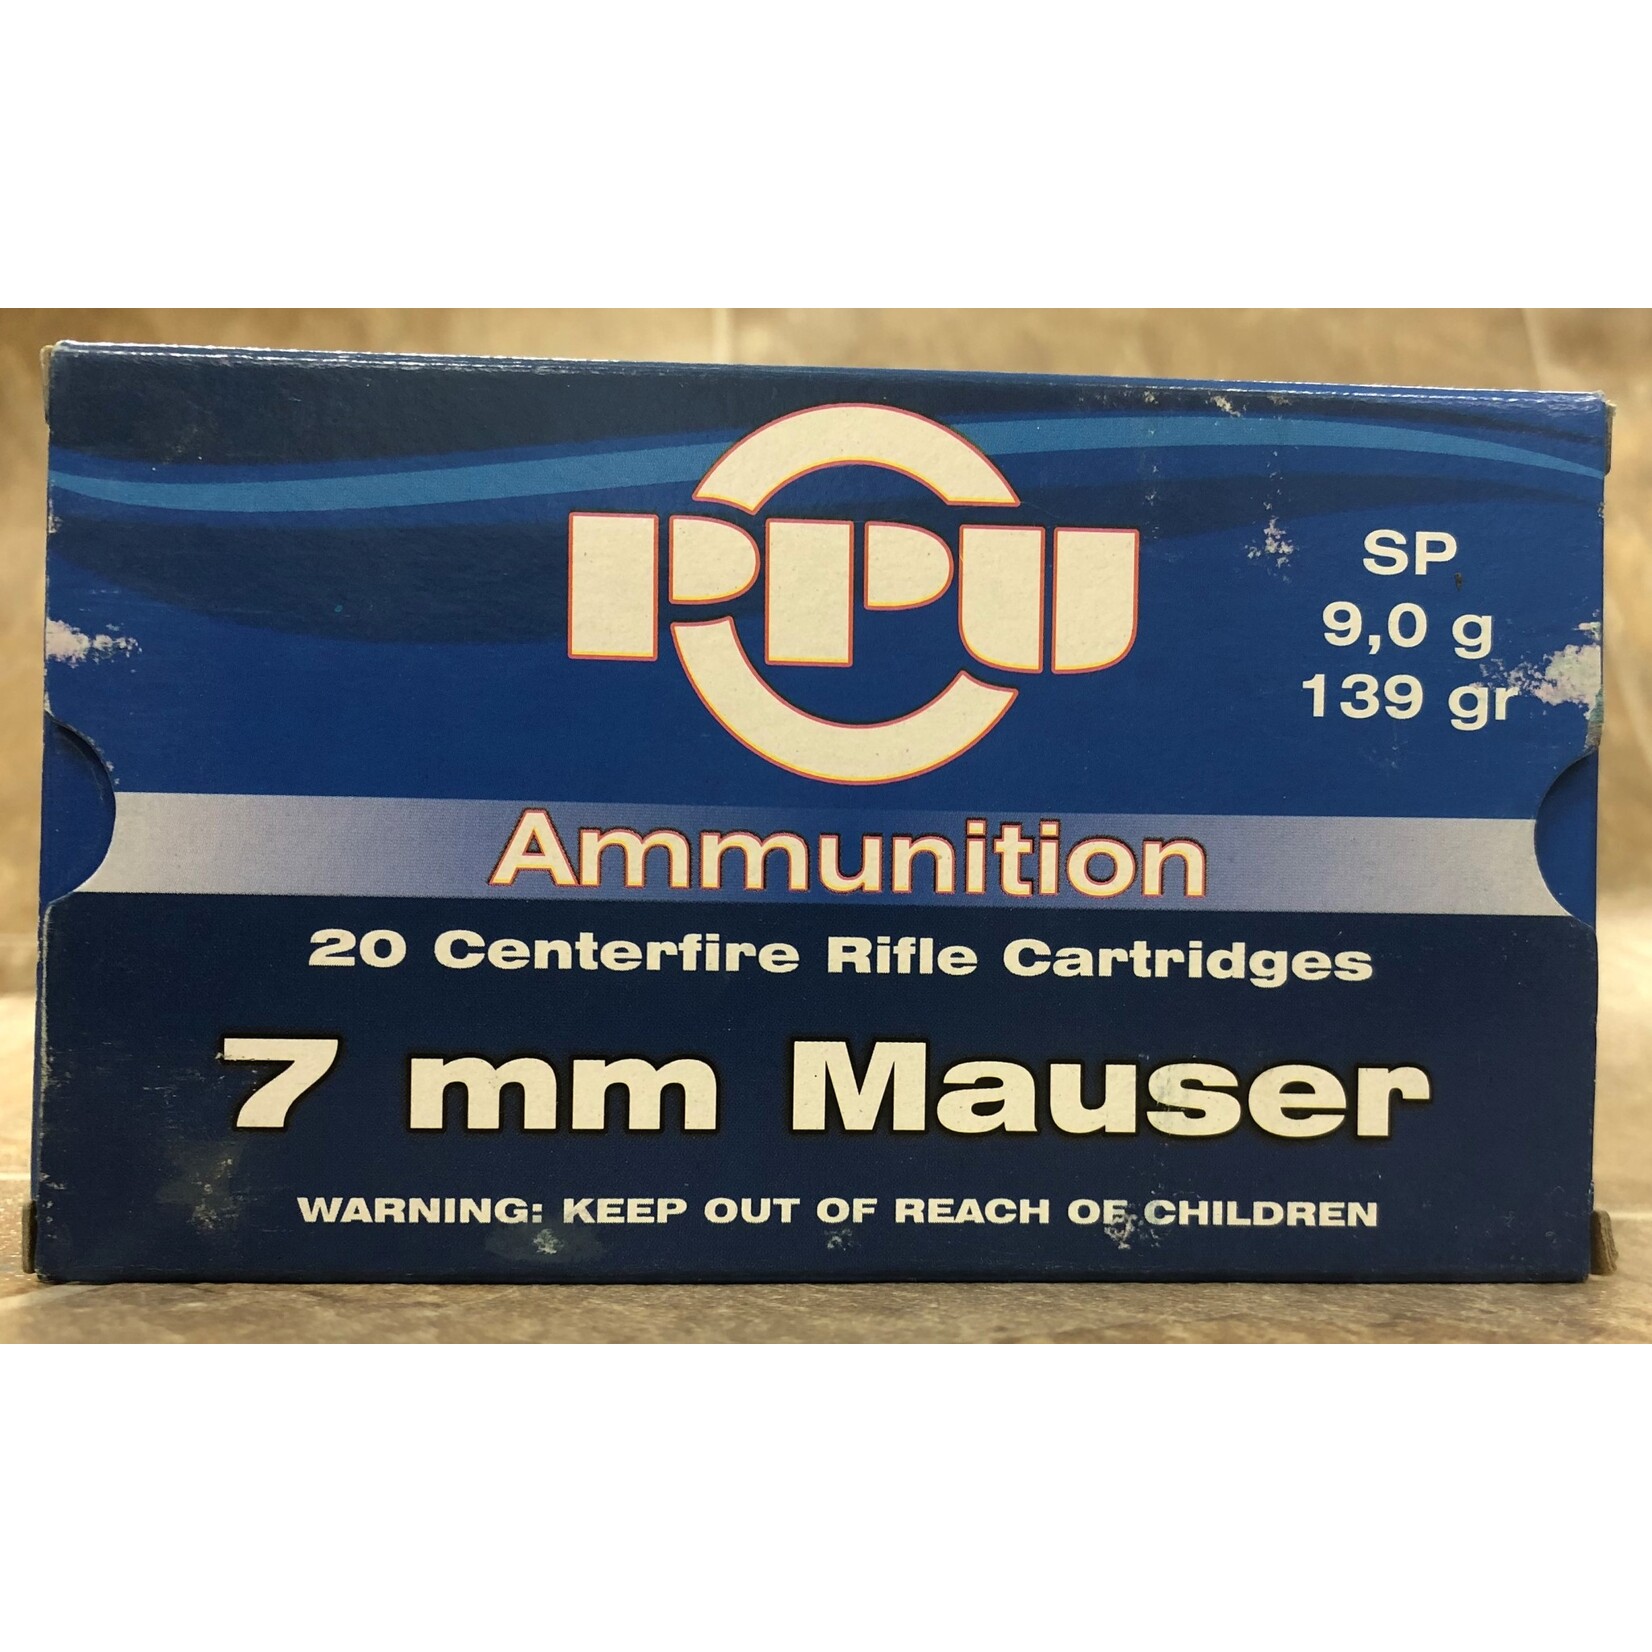 PPU
SP
9,0 g
139 gr
Ammunition
20 Centerfire Rifle Cartridges
7 mm Mauser
WARNING: KEEP OUT OF REACH OF CHILDREN